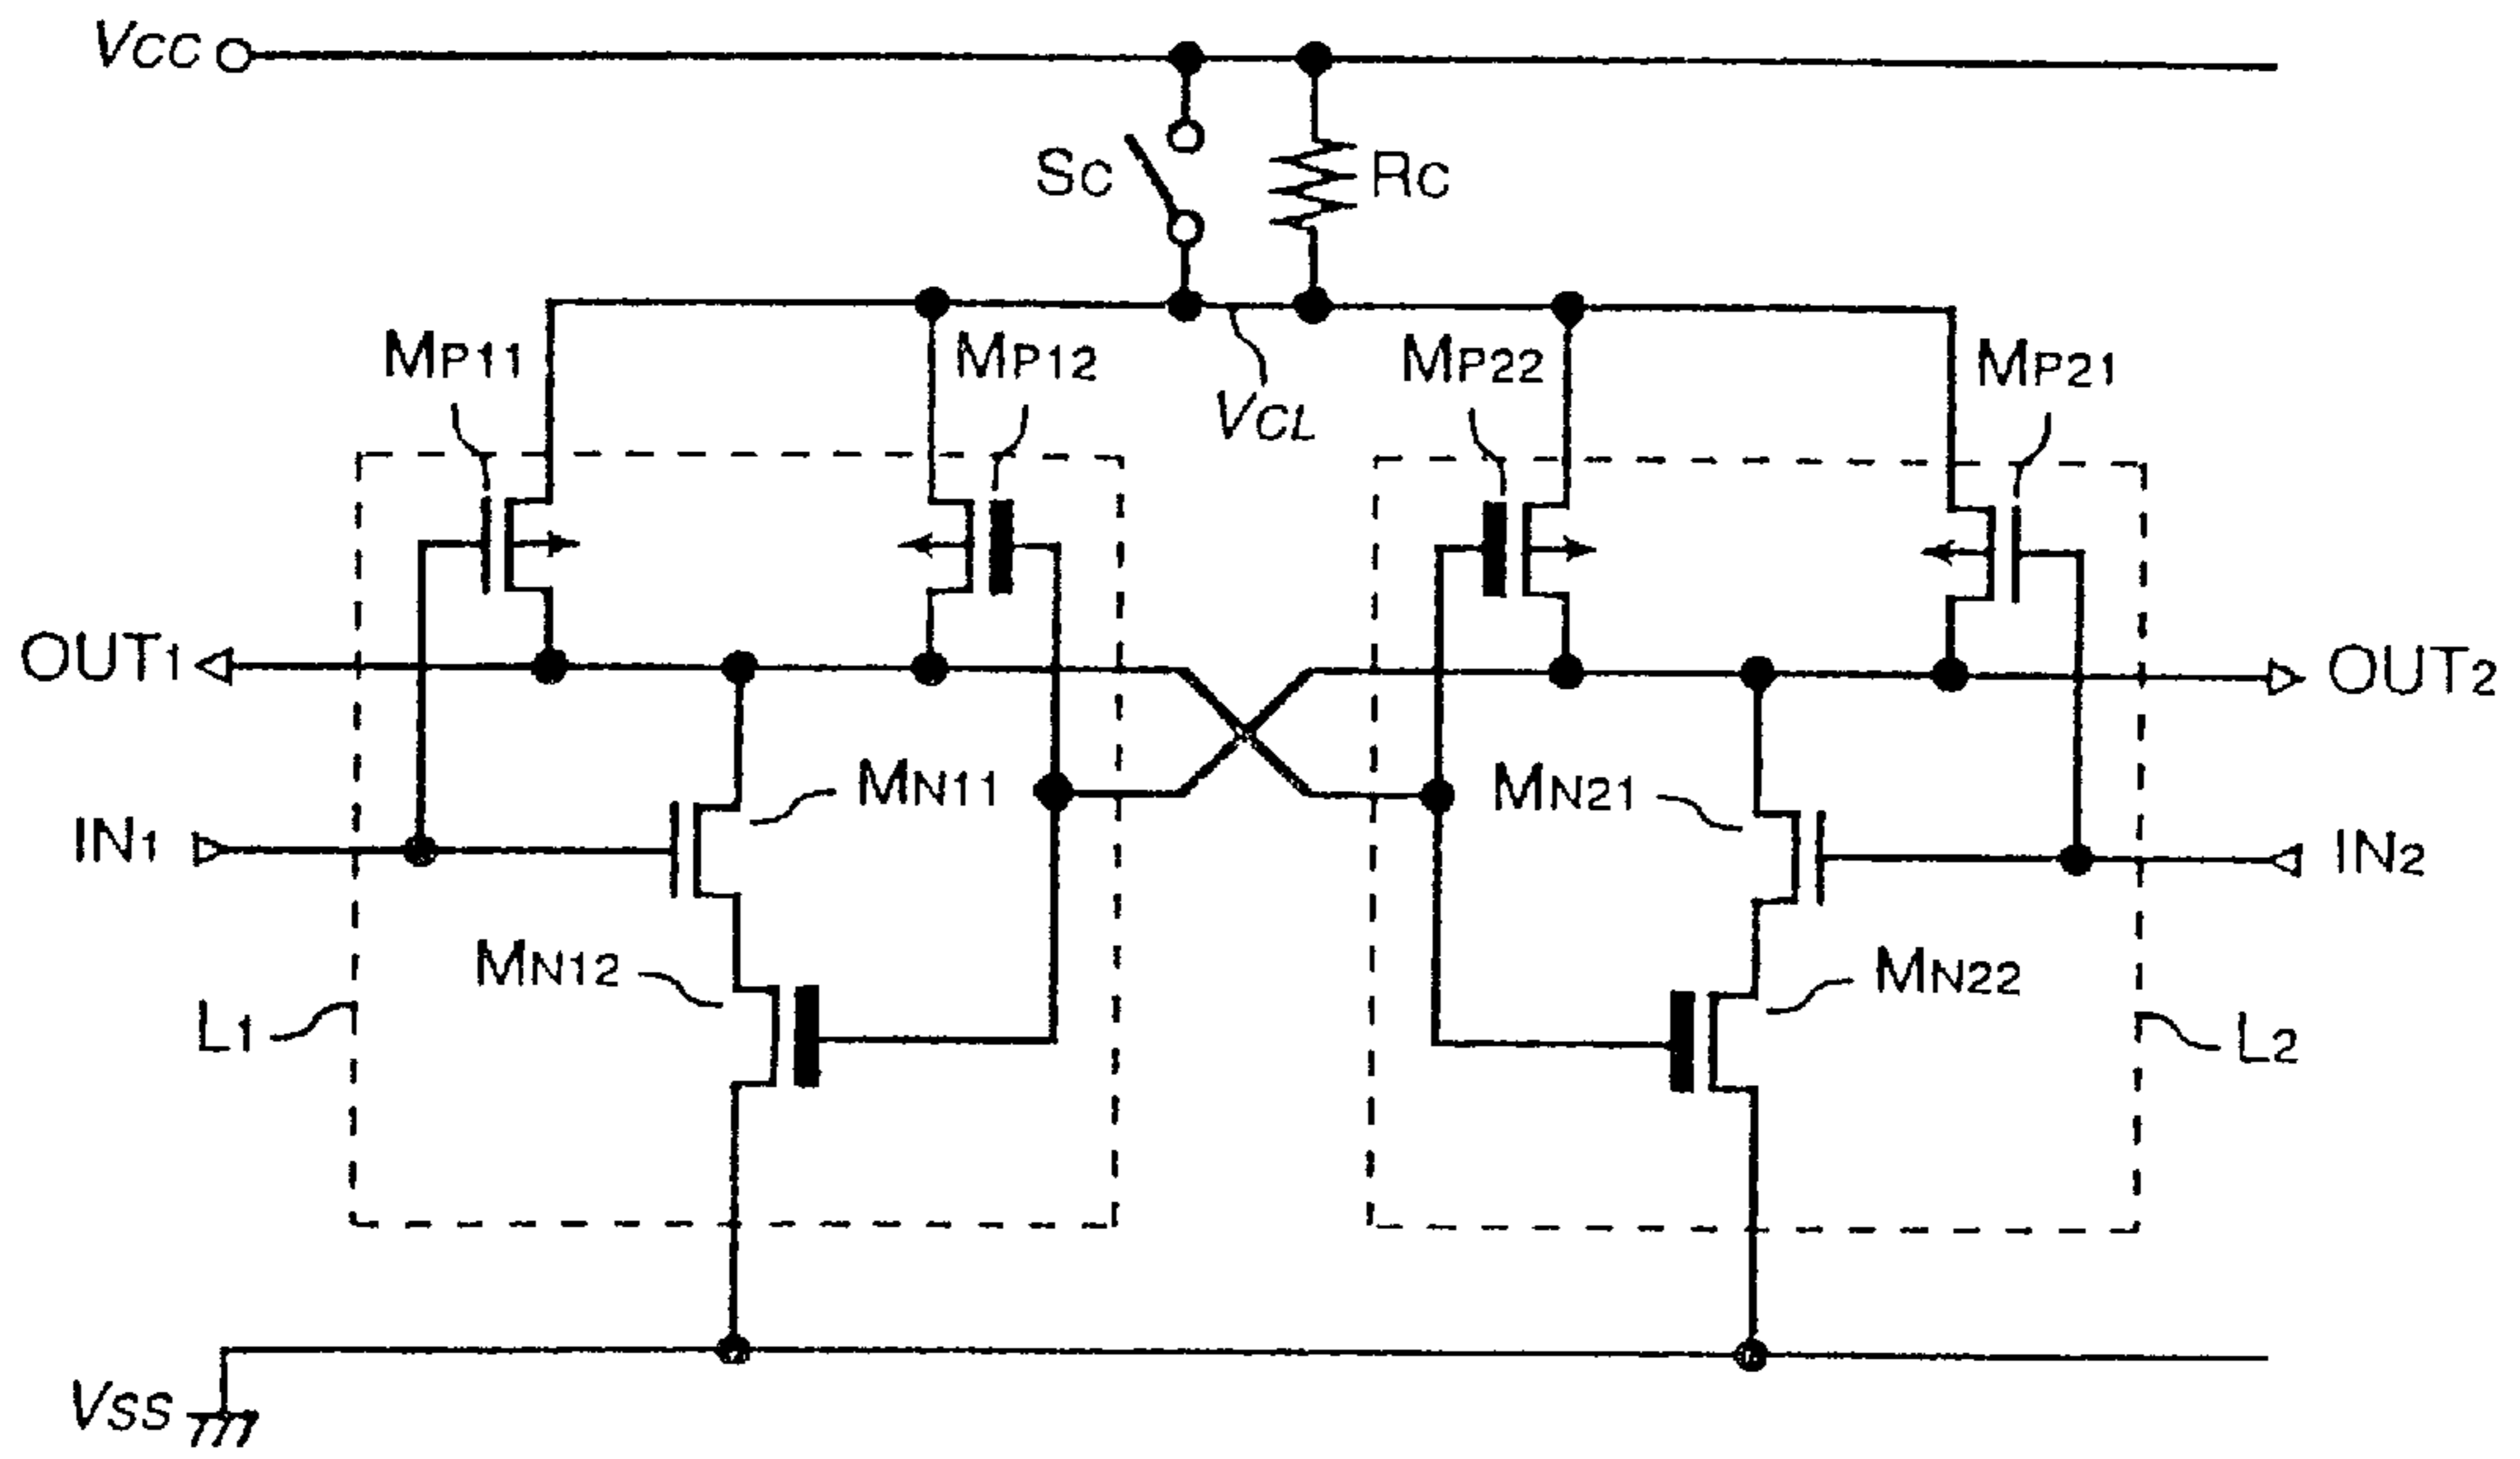 VCC
SC
RC
MP11
MP12
MP22
MP21
VCL
OUT1
OUT2
MN11
MN21
IN1
IN2
MN12
MN22
L1
L2
VSS